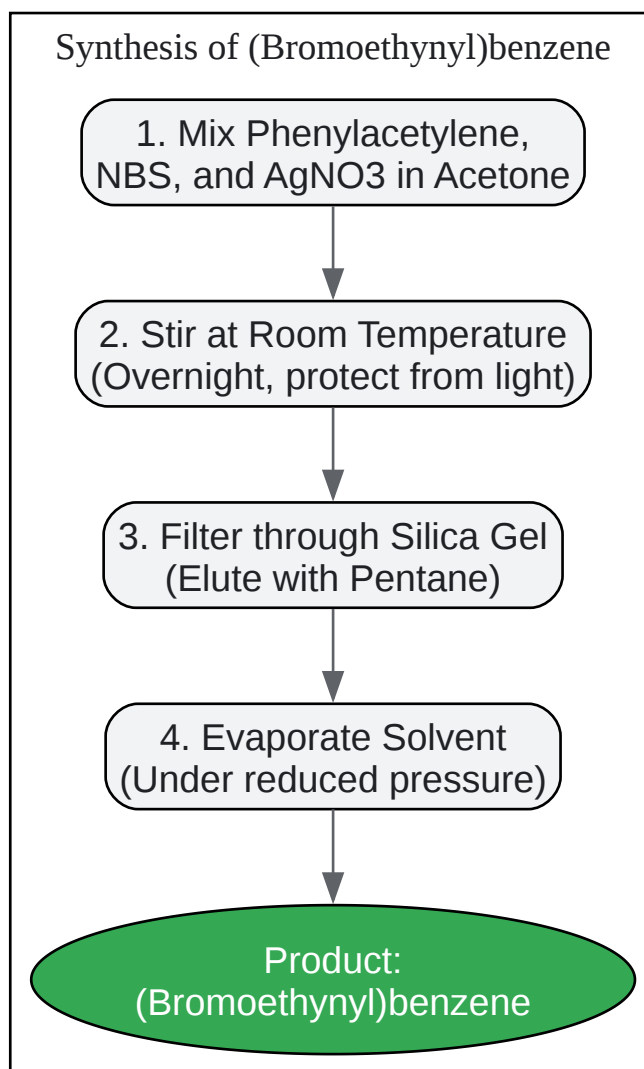 Synthesis of (Bromoethynyl)benzene
1. Mix Phenylacetylene,
NBS, and AgNO3 in Acetone
2. Stir at Room Temperature
(Overnight, protect from light)
3. Filter through Silica Gel
(Elute with Pentane)
4. Evaporate Solvent
(Under reduced pressure)
Product:
(Bromoethynyl)benzene